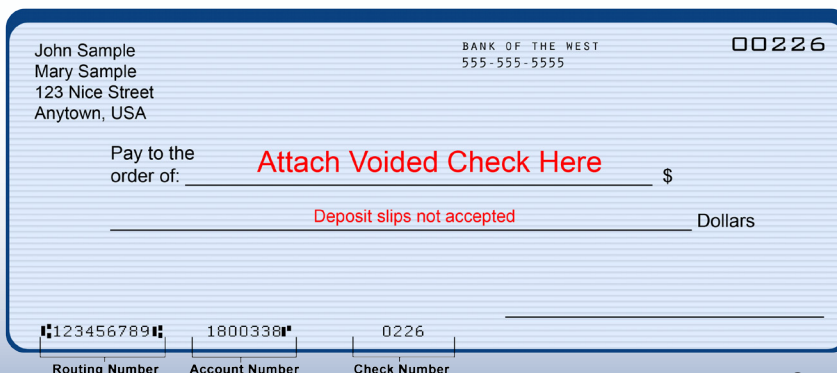 John Sample
Mary Sample
123 Nice Street
Anytown, USA
BANK OF THE WEST
555-555-5555
00226
Pay to the
order of:
Attach Voided Check Here
$
Deposit slips not accepted
Dollars
⑆123456789⑆ 1800338⑈ 0226
Routing Number Account Number Check Number